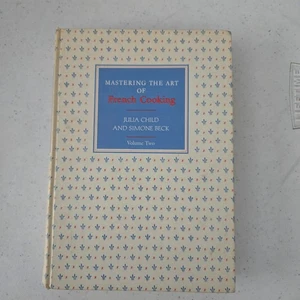 MASTERING THE ART
OF
French Cooking
JULIA CHILD
AND SIMONE BECK
Volume Two